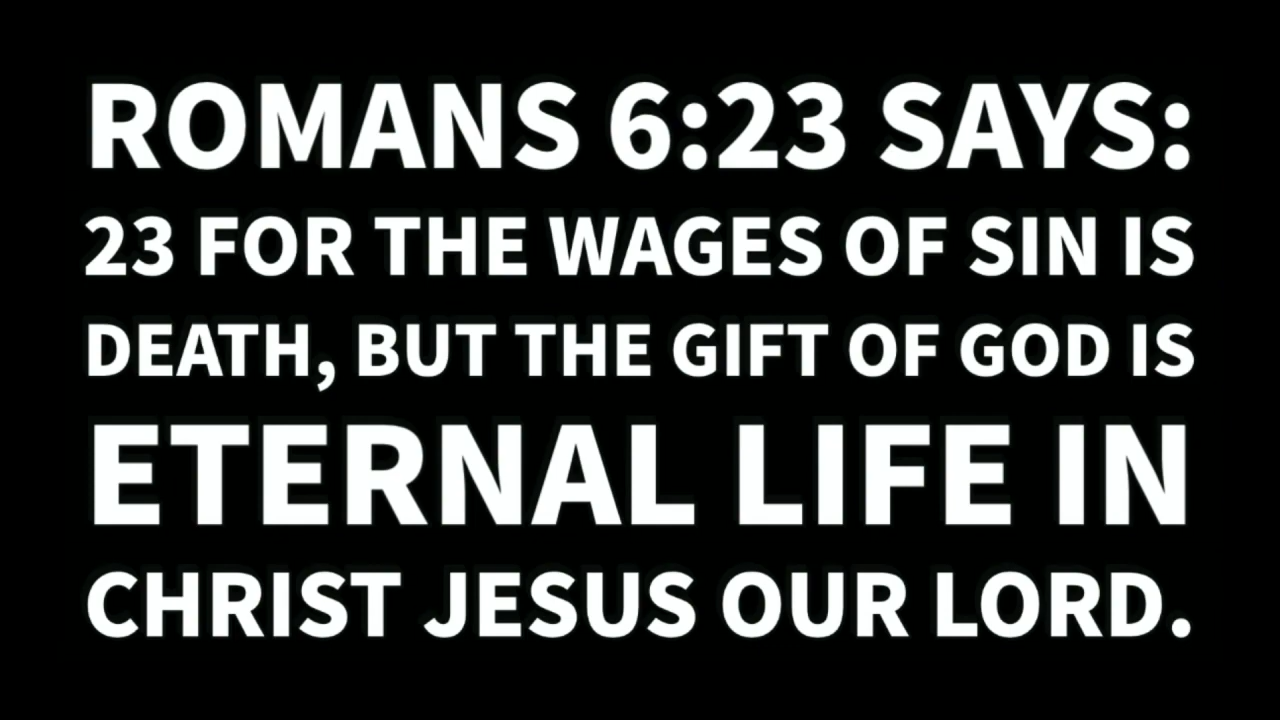 ROMANS 6:23 SAYS:
23 FOR THE WAGES OF SIN IS
DEATH, BUT THE GIFT OF GOD IS
ETERNAL LIFE IN
CHRIST JESUS OUR LORD.